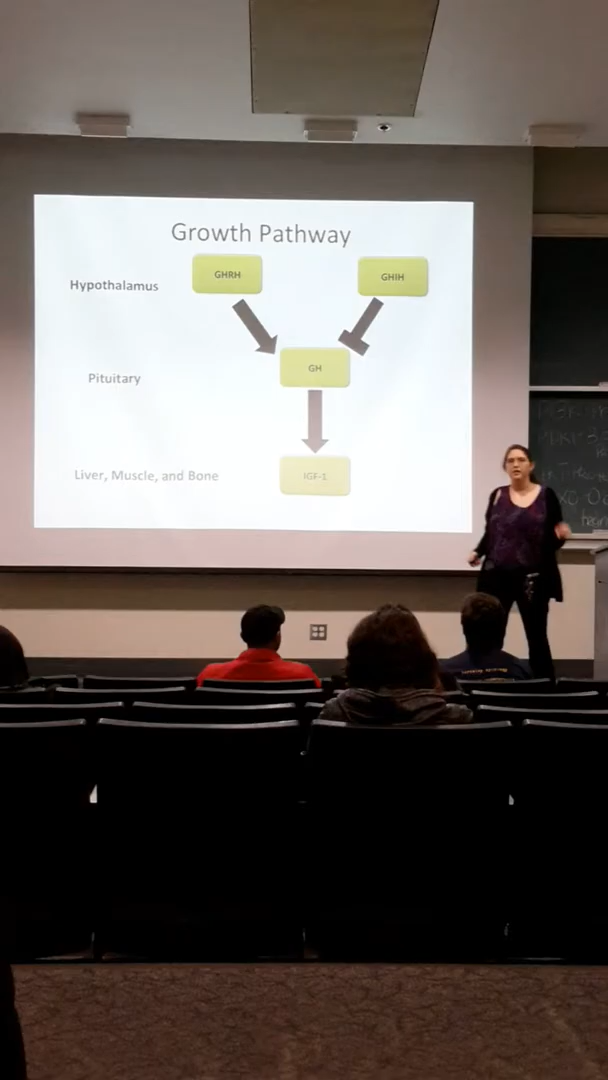 Growth Pathway
GHRH
GHIH
Hypothalamus
GH
Pituitary
Liver, Muscle, and Bone
IGF-1